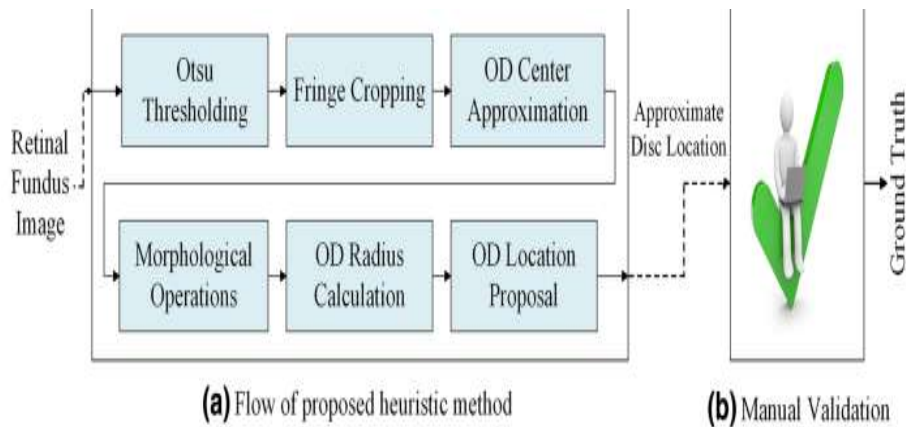 Retinal
Fundus
Image
Otsu
Thresholding
Fringe Cropping
OD Center
Approximation
Morphological
Operations
OD Radius
Calculation
OD Location
Proposal
Approximate
Disc Location
Ground Truth
(a) Flow of proposed heuristic method
(b) Manual Validation